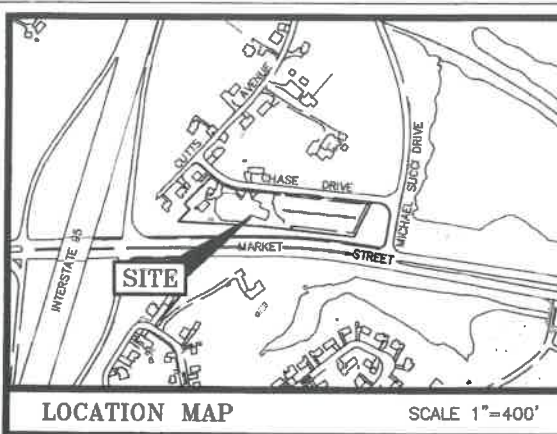 CUTTS AVENUE
CHASE DRIVE
MICHAEL SUCCI DRIVE
INTERSTATE 95
MARKET STREET
SITE
LOCATION MAP
SCALE 1"=400'